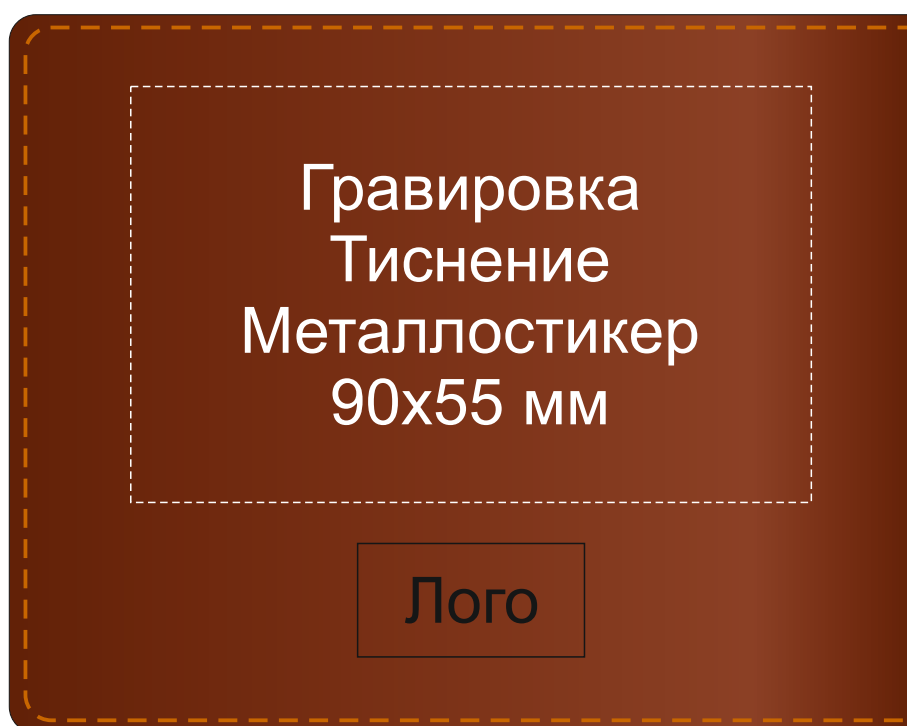 Гравировка
Тиснение
Металлостикер
90х55 мм
Лого